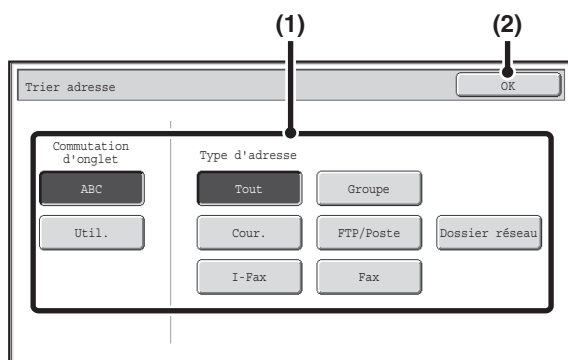 (1)
(2)
Trier adresse
OK
Commutation
d'onglet
Type d'adresse
ABC
Tout
Groupe
Util.
Cour.
FTP/Poste
Dossier réseau
I-Fax
Fax